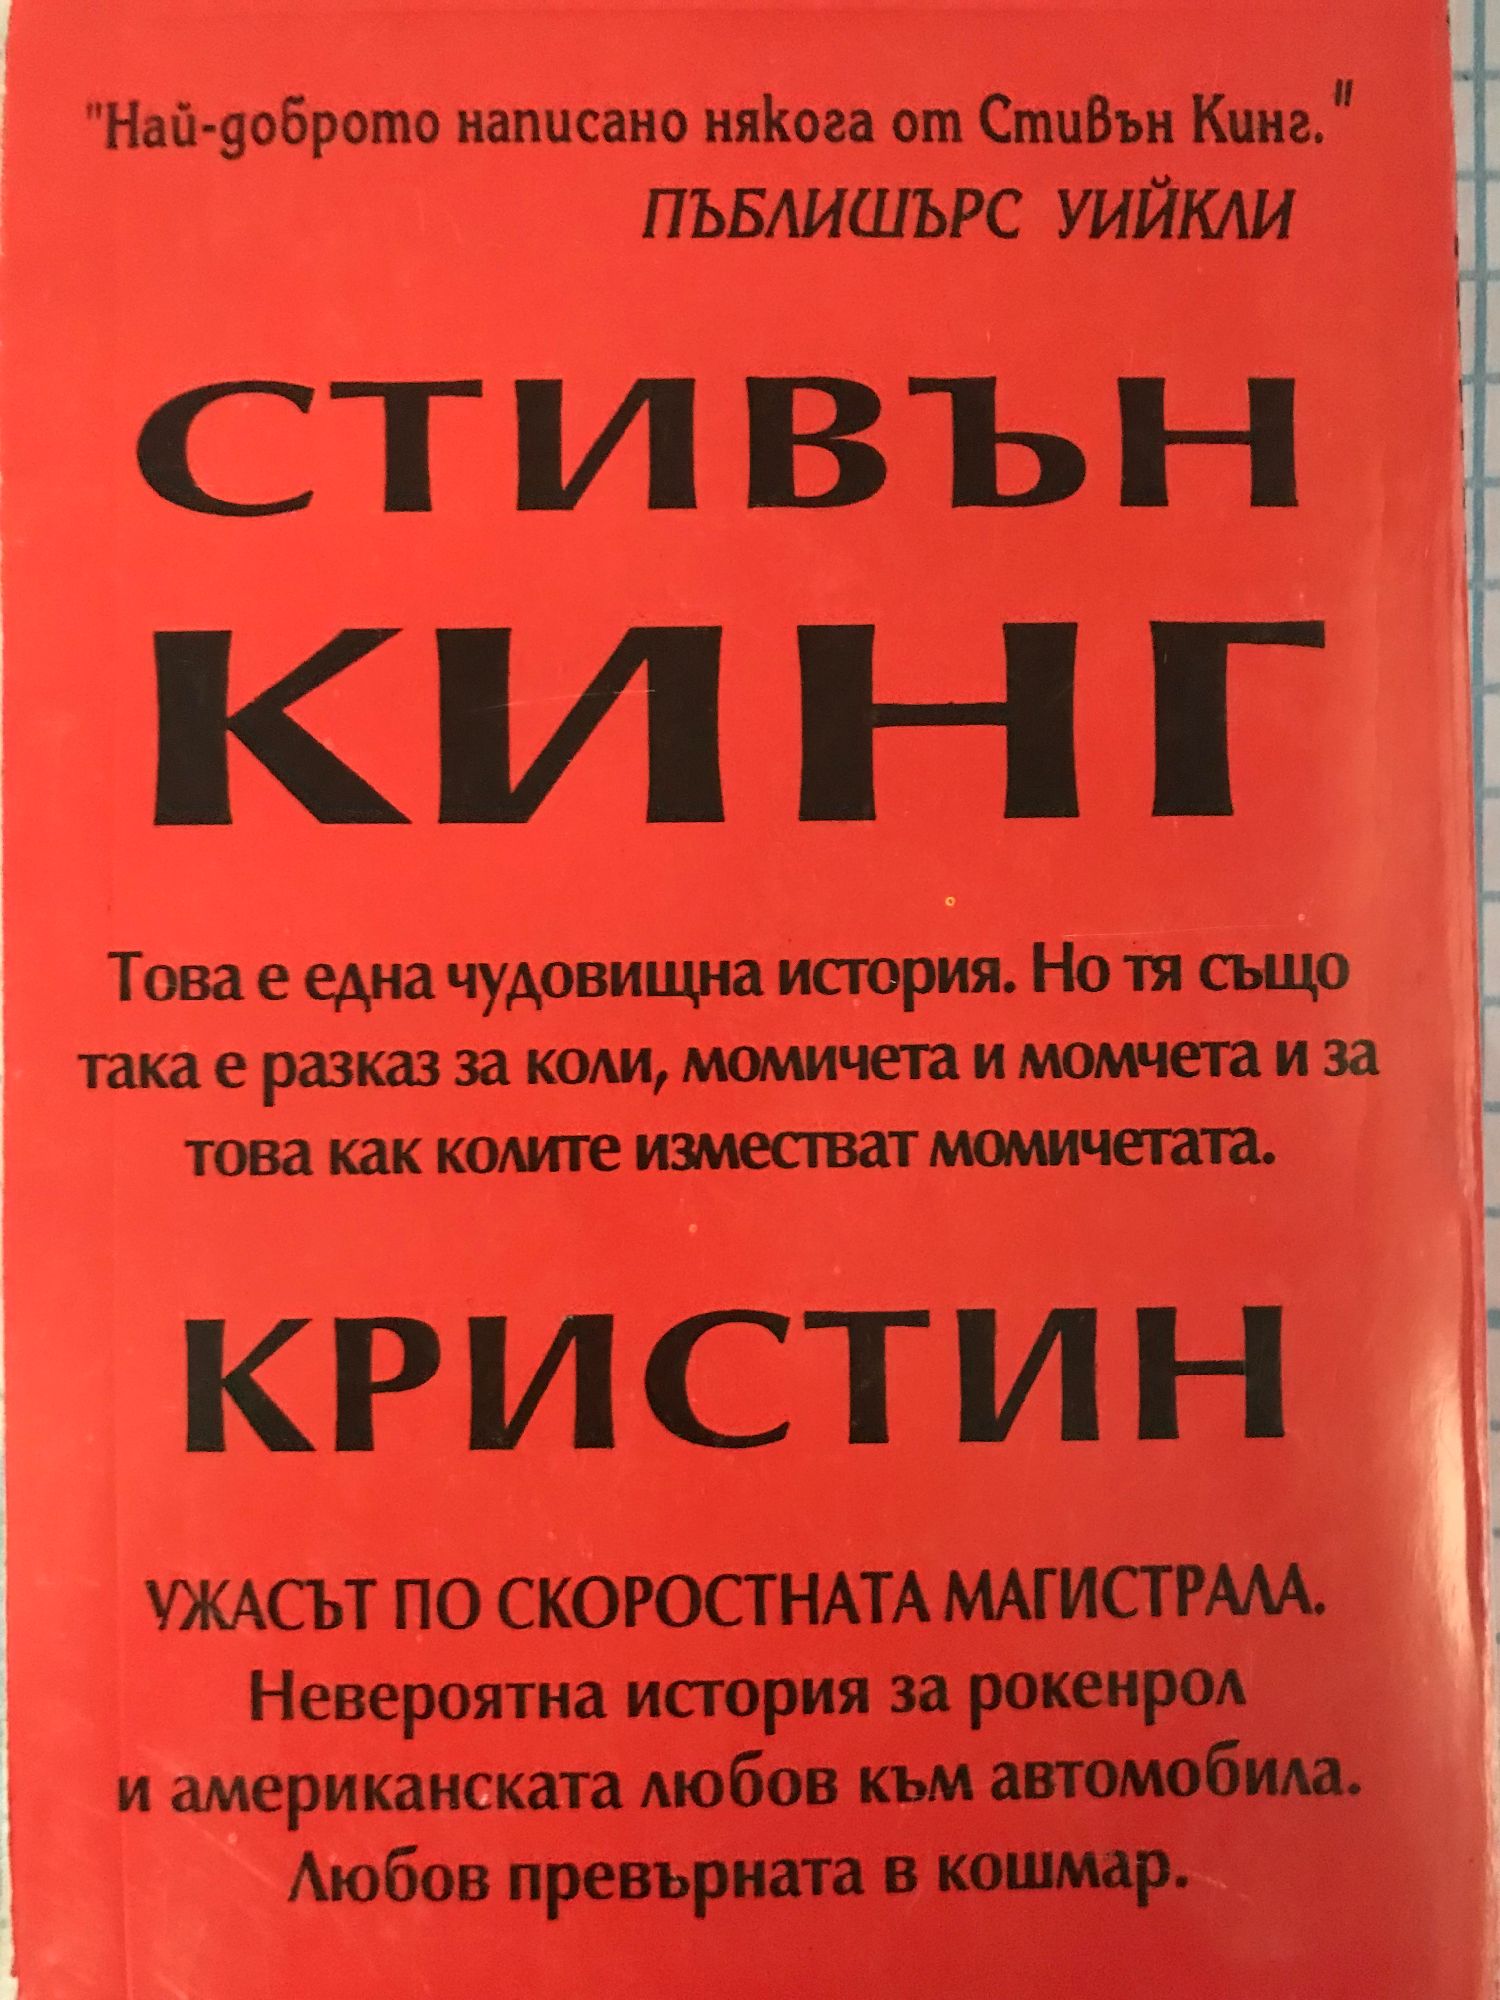 "Най-доброто написано някога от Стивън Кинг."
ПЪБЛИШЪРС УИЙКЛИ
СТИВЪН
КИНГ
Това е една чудовищна история. Но тя също
така е разказ за коли, момичета и момчета и за
това как колите изместват момичетата.
КРИСТИН
УЖАСЪТ ПО СКОРОСТНАТА МАГИСТРАЛА.
Невероятна история за рокенрол
и американската любов към автомобила.
Любов превърната в кошмар.